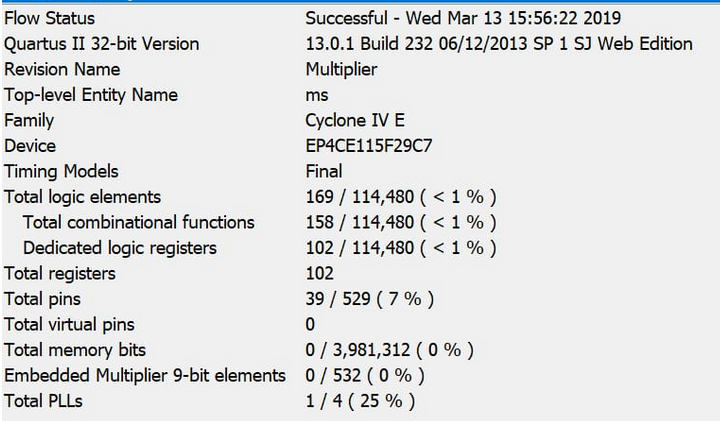 Flow Status Successful - Wed Mar 13 15:56:22 2019
Quartus II 32-bit Version 13.0.1 Build 232 06/12/2013 SP 1 SJ Web Edition
Revision Name Multiplier
Top-level Entity Name ms
Family Cyclone IV E
Device EP4CE115F29C7
Timing Models Final
Total logic elements 169 / 114,480 ( < 1 % )
Total combinational functions 158 / 114,480 ( < 1 % )
Dedicated logic registers 102 / 114,480 ( < 1 % )
Total registers 102
Total pins 39 / 529 ( 7 % )
Total virtual pins 0
Total memory bits 0 / 3,981,312 ( 0 % )
Embedded Multiplier 9-bit elements 0 / 532 ( 0 % )
Total PLLs 1 / 4 ( 25 % )